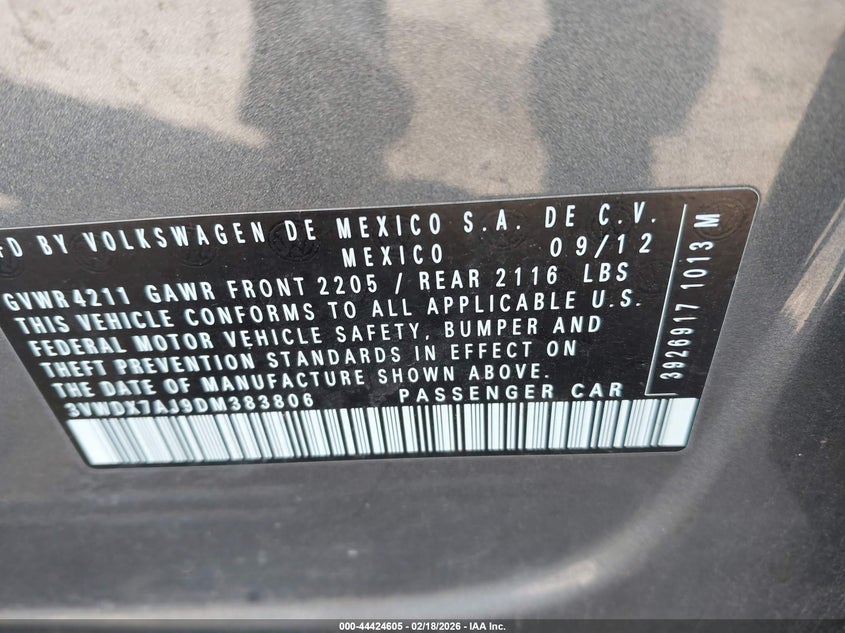 FD BY VOLKSWAGEN DE MEXICO S.A. DE C.V.
MEXICO 09/12
GVWR 4211 GAWR FRONT 2205 / REAR 2116 LBS
THIS VEHICLE CONFORMS TO ALL APPLICABLE U.S.
FEDERAL MOTOR VEHICLE SAFETY, BUMPER AND
THEFT PREVENTION STANDARDS IN EFFECT ON
THE DATE OF MANUFACTURE SHOWN ABOVE.
3VWDX7AJ9DM383806 PASSENGER CAR
3926917 1013 M
000-44424605 - 02/18/2026 - IAA Inc.